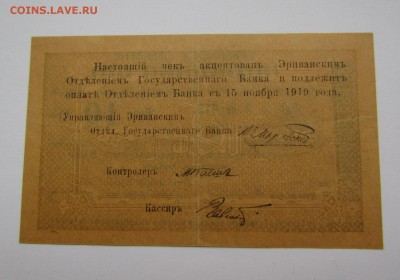 COINS.LAVE.RU
Настоящій чекъ акцептованъ Эриванскимъ
Отдѣленіемъ Государственнаго Банка и подлежитъ
оплатѣ Отдѣленіемъ Банка съ 15 ноября 1919 года.
Управляющій Эриванскимъ
Отдѣл. Государственнаго Банка
Контролеръ
Кассиръ